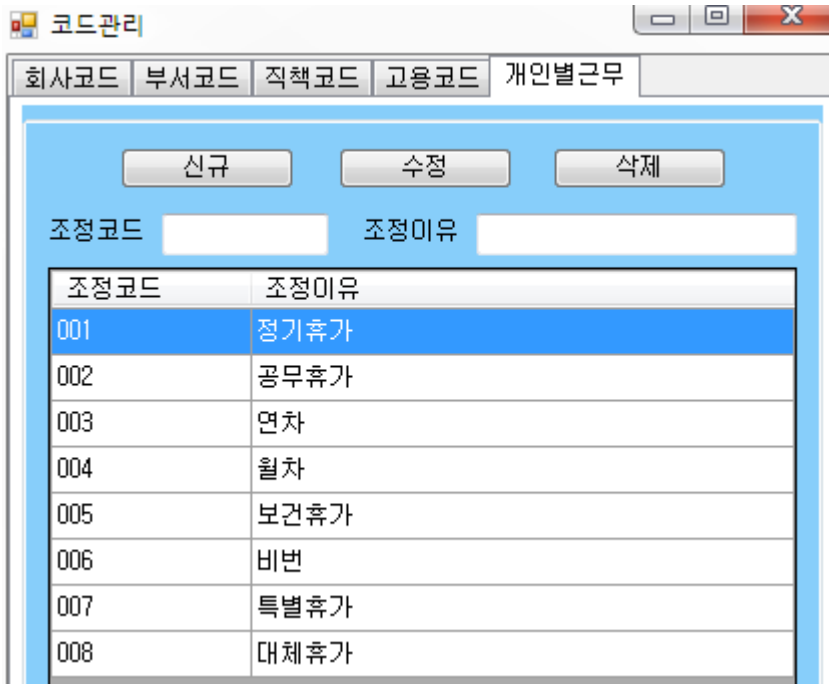 코드관리
회사코드 부서코드 직책코드 고용코드 개인별근무
신규 수정 삭제
조정코드 조정이유
조정코드 조정이유
001 정기휴가
002 공무휴가
003 연차
004 월차
005 보건휴가
006 비번
007 특별휴가
008 대체휴가